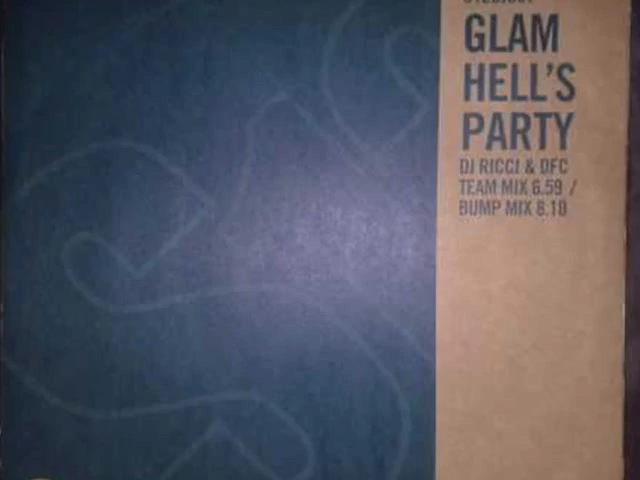 GLAM
HELL'S
PARTY
DJ RICCI & DFC
TEAM MIX 6.59 /
BUMP MIX 8.10